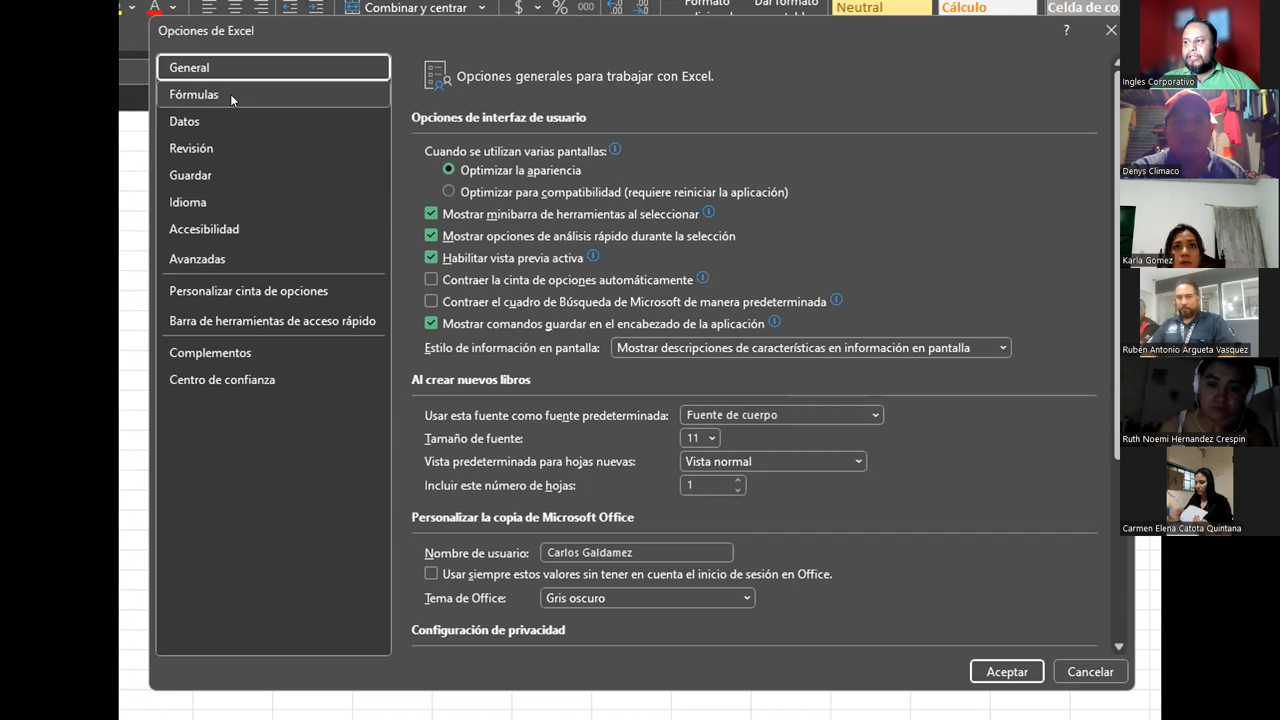 Combinar y centrar
$
%
000
Formato
Dar formato
Neutral
Cálculo
Celda de co
Opciones de Excel
?
General
Fórmulas
Datos
Revisión
Guardar
Idioma
Accesibilidad
Avanzadas
Personalizar cinta de opciones
Barra de herramientas de acceso rápido
Complementos
Centro de confianza
Opciones generales para trabajar con Excel.
Opciones de interfaz de usuario
Cuando se utilizan varias pantallas:
Optimizar la apariencia
Optimizar para compatibilidad (requiere reiniciar la aplicación)
Mostrar minibarra de herramientas al seleccionar
Mostrar opciones de análisis rápido durante la selección
Habilitar vista previa activa
Contraer la cinta de opciones automáticamente
Contraer el cuadro de Búsqueda de Microsoft de manera predeterminada
Mostrar comandos guardar en el encabezado de la aplicación
Estilo de información en pantalla: Mostrar descripciones de características en información en pantalla
Al crear nuevos libros
Usar esta fuente como fuente predeterminada: Fuente de cuerpo
Tamaño de fuente: 11
Vista predeterminada para hojas nuevas: Vista normal
Incluir este número de hojas: 1
Personalizar la copia de Microsoft Office
Nombre de usuario: Carlos Galdamez
Usar siempre estos valores sin tener en cuenta el inicio de sesión en Office.
Tema de Office: Gris oscuro
Configuración de privacidad
Aceptar
Cancelar
Ingles Corporativo
Denys Clímaco
Karla Gomez
Rubén Antonio Argueta Vasquez
Ruth Noemi Hernandez Crespin
Carmen Elena Catota Quintana